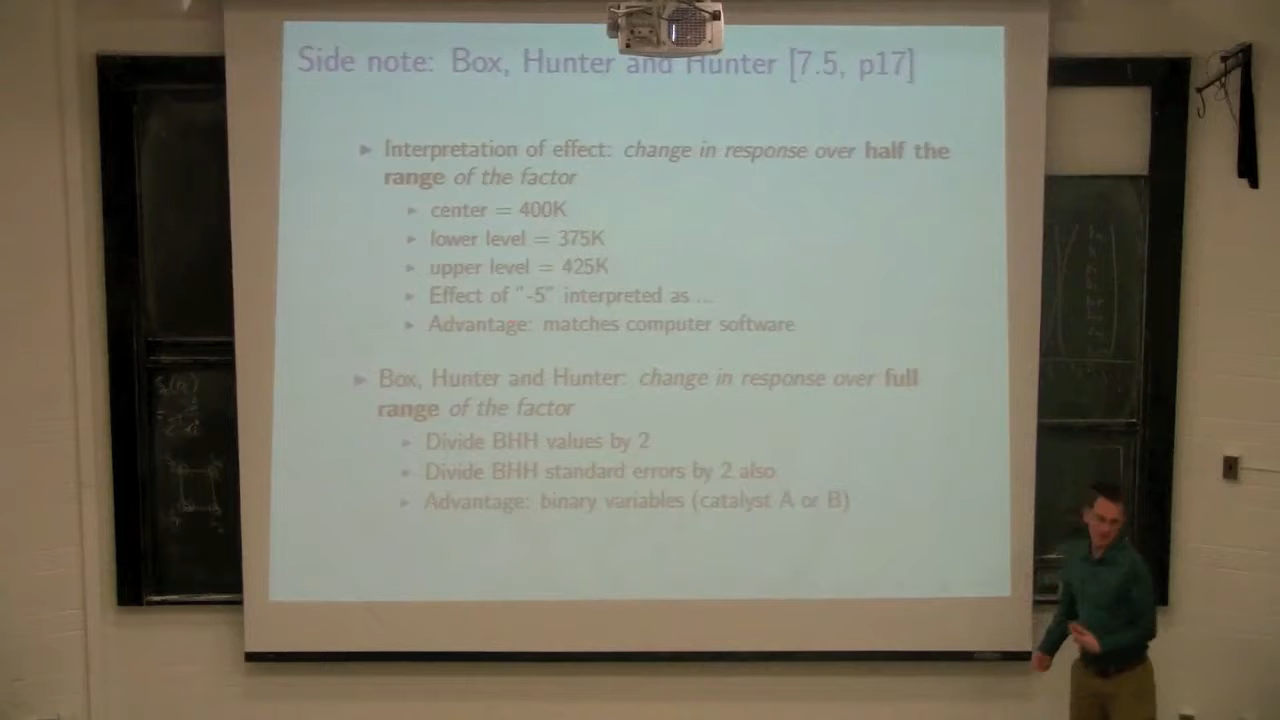 Side note: Box, Hunter and Hunter [7.5, p17]
► Interpretation of effect: change in response over half the
range of the factor
► center = 400K
► lower level = 375K
► upper level = 425K
► Effect of "-5" interpreted as ...
► Advantage: matches computer software
► Box, Hunter and Hunter: change in response over full
range of the factor
► Divide BHH values by 2
► Divide BHH standard errors by 2 also
► Advantage: binary variables (catalyst A or B)